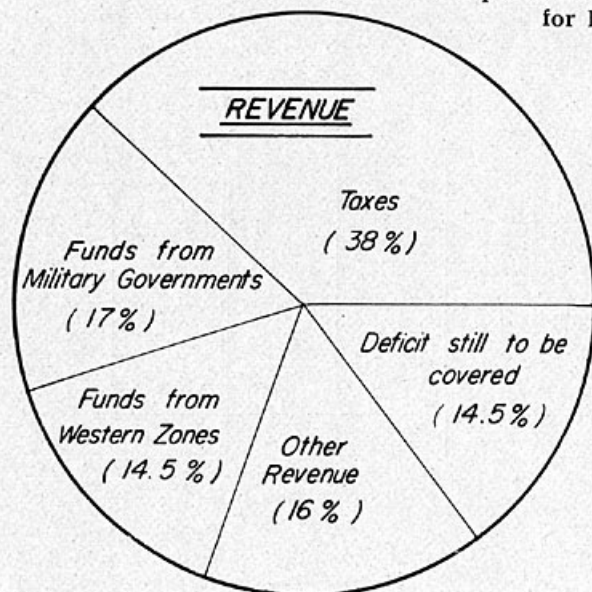 for
REVENUE
Taxes
( 38 % )
Funds from
Military Governments
( 17 % )
Deficit still to be
covered
( 14.5 % )
Funds from
Western Zones
( 14.5 % )
Other
Revenue
( 16 % )